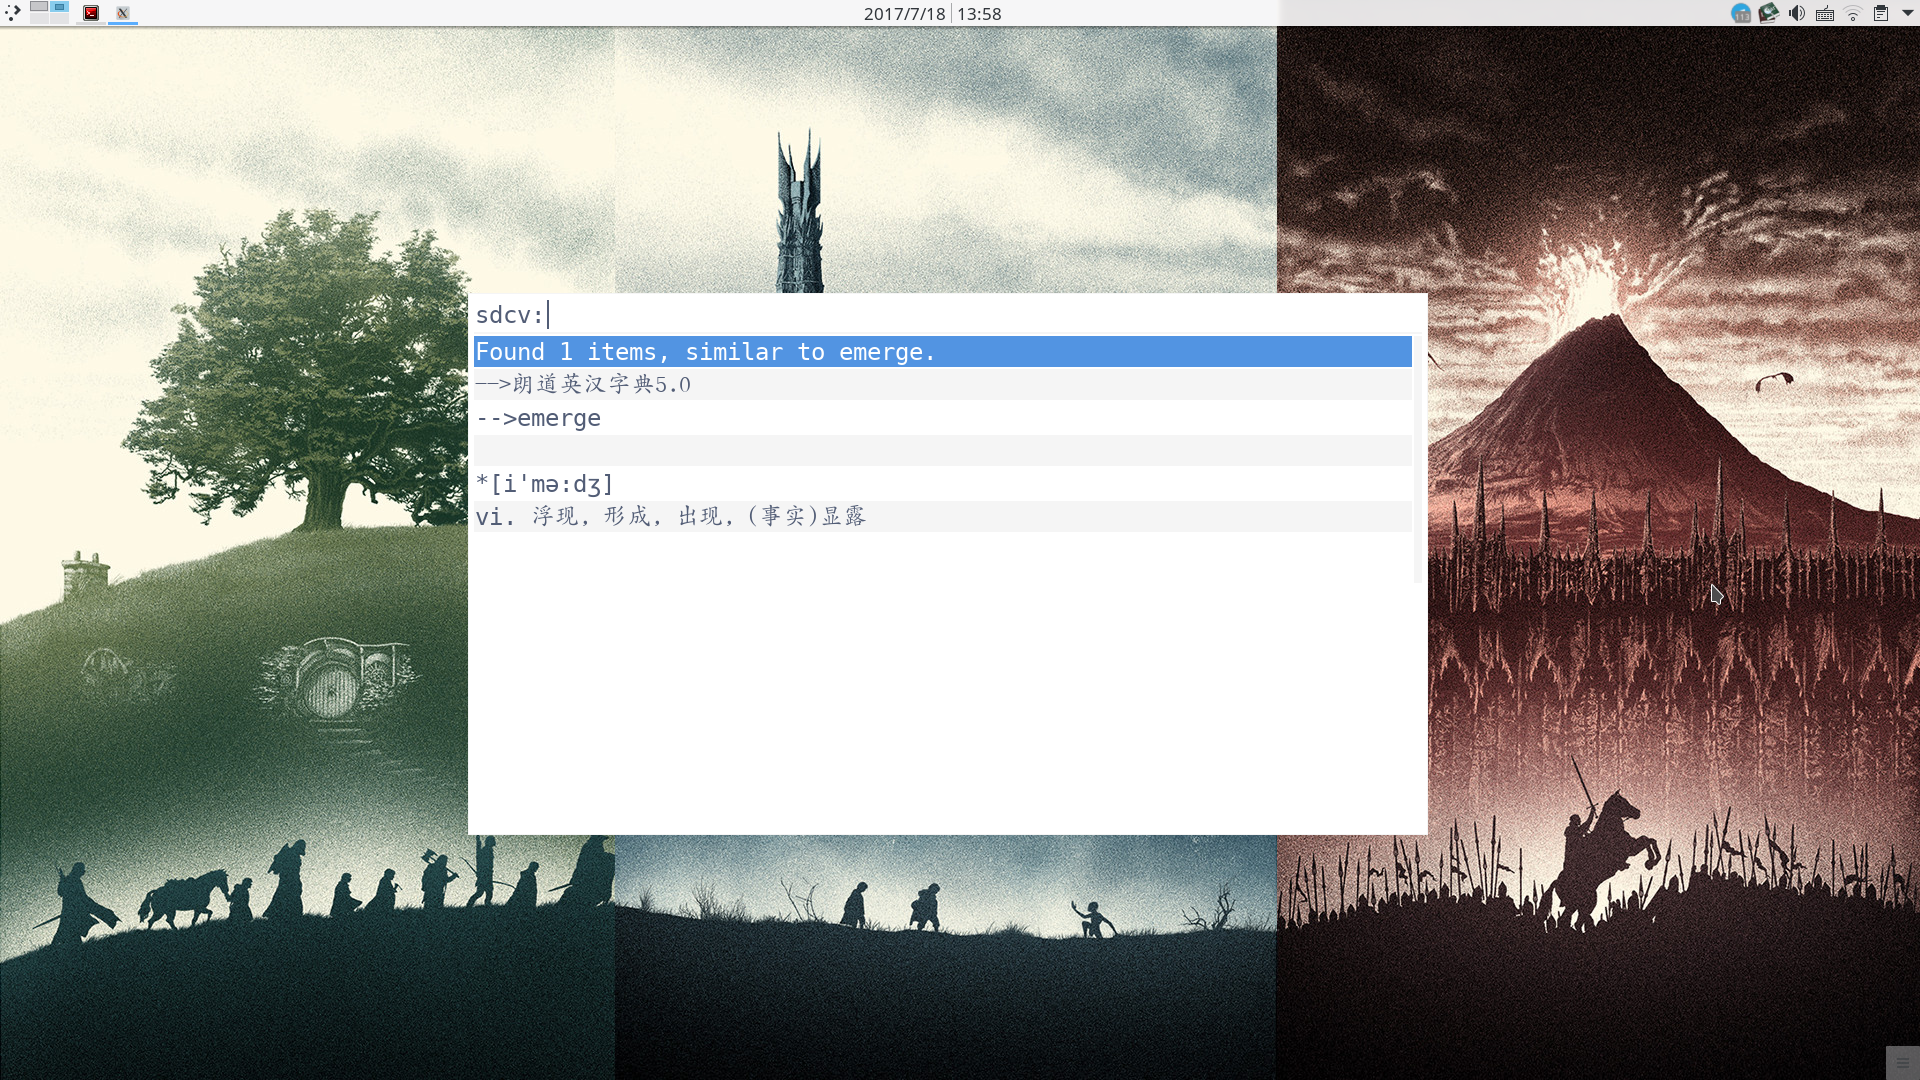 2017/7/18 13:58
113
sdcv:
Found 1 items, similar to emerge.
-->朗道英汉字典5.0
-->emerge
*[i'mə:dʒ]
vi. 浮现, 形成, 出现, (事实)显露